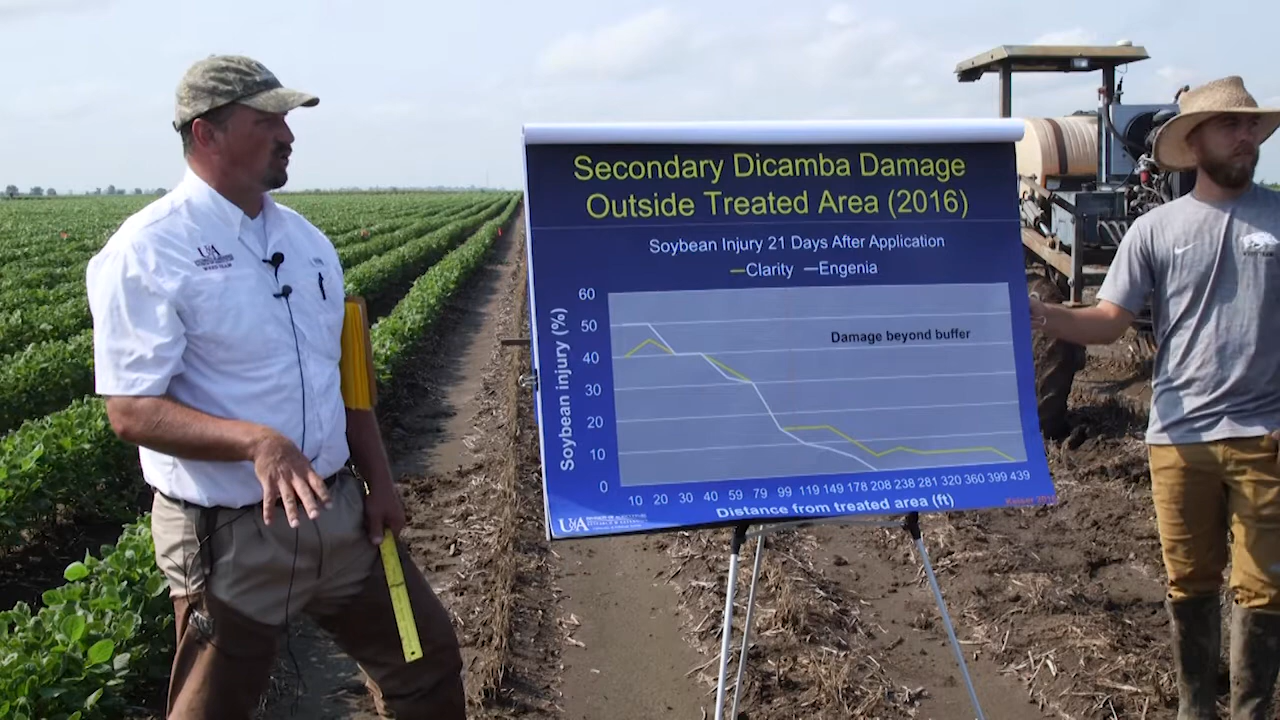 Secondary Dicamba Damage
Outside Treated Area (2016)
Soybean Injury 21 Days After Application
Clarity Engenia
60
50
40
30
20
10
0
Soybean injury (%)
Damage beyond buffer
10 20 30 40 59 79 99 119 149 178 208 238 281 320 360 399 439
Distance from treated area (ft)